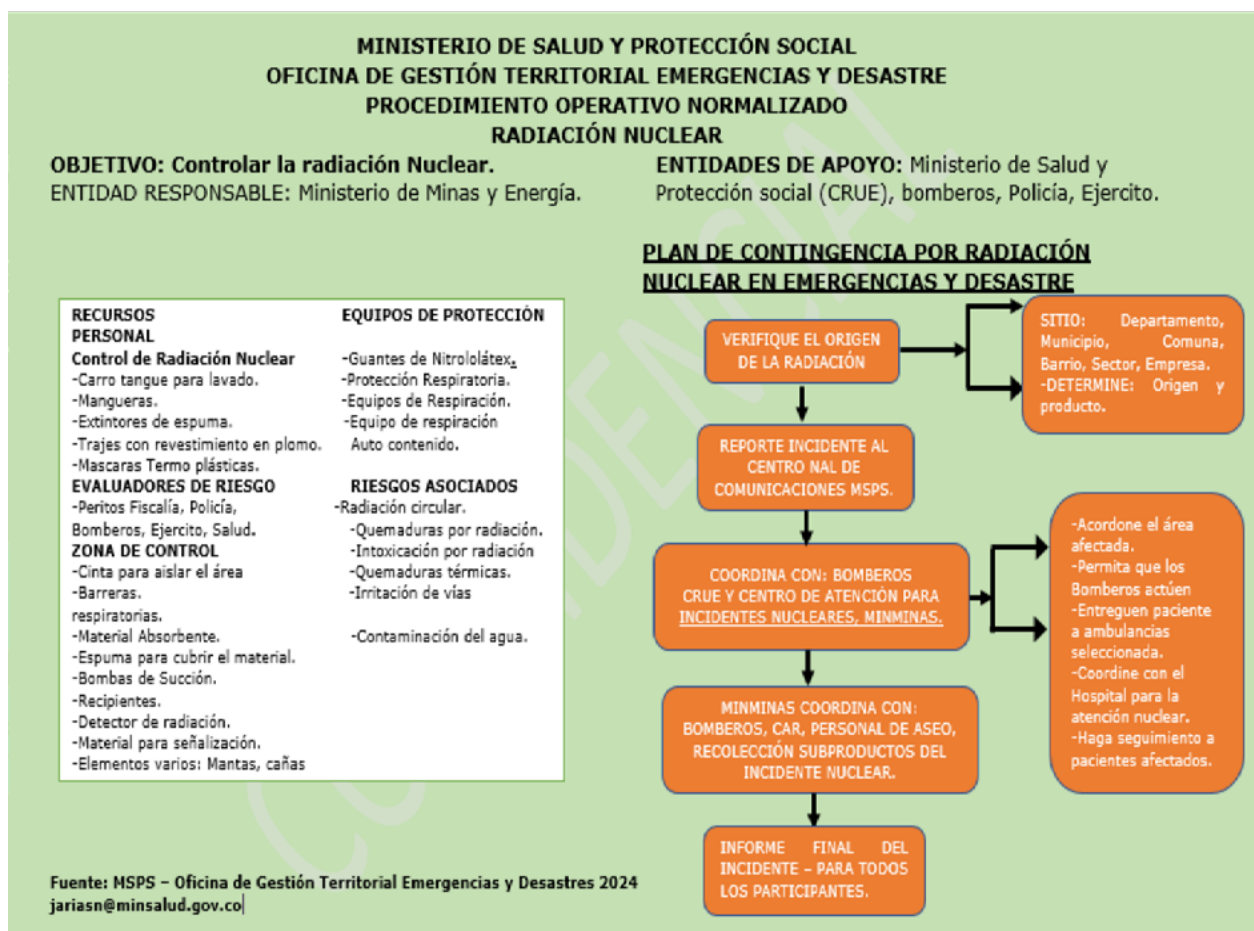 MINISTERIO DE SALUD Y PROTECCIÓN SOCIAL
OFICINA DE GESTIÓN TERRITORIAL EMERGENCIAS Y DESASTRE
PROCEDIMIENTO OPERATIVO NORMALIZADO
RADIACIÓN NUCLEAR
OBJETIVO: Controlar la radiación Nuclear.
ENTIDAD RESPONSABLE: Ministerio de Minas y Energía.
ENTIDADES DE APOYO: Ministerio de Salud y
Protección social (CRUE), bomberos, Policía, Ejercito.
RECURSOS
PERSONAL
Control de Radiación Nuclear
-Carro tangue para lavado.
-Mangueras.
-Extintores de espuma.
-Trajes con revestimiento en plomo.
-Mascaras Termo plásticas.
EVALUADORES DE RIESGO
-Peritos Fiscalía, Policía,
Bomberos, Ejercito, Salud.
ZONA DE CONTROL
-Cinta para aislar el área
-Barreras.
respiratorias.
-Material Absorbente.
-Espuma para cubrir el material.
-Bombas de Succión.
-Recipientes.
-Detector de radiación.
-Material para señalización.
-Elementos varios: Mantas, cañas
EQUIPOS DE PROTECCIÓN
-Guantes de Nitrololátex.
-Protección Respiratoria.
-Equipos de Respiración.
-Equipo de respiración
Auto contenido.
RIESGOS ASOCIADOS
-Radiación circular.
-Quemaduras por radiación.
-Intoxicación por radiación
-Quemaduras térmicas.
-Irritación de vías
-Contaminación del agua.
PLAN DE CONTINGENCIA POR RADIACIÓN
NUCLEAR EN EMERGENCIAS Y DESASTRE
VERIFIQUE EL ORIGEN
DE LA RADIACIÓN
SITIO: Departamento,
Municipio, Comuna,
Barrio, Sector, Empresa.
-DETERMINE: Origen y
producto.
REPORTE INCIDENTE AL
CENTRO NAL DE
COMUNICACIONES MSPS.
COORDINA CON: BOMBEROS
CRUE Y CENTRO DE ATENCIÓN PARA
INCIDENTES NUCLEARES, MINMINAS.
-Acordone el área
afectada.
-Permita que los
Bomberos actúen
-Entreguen paciente
a ambulancias
seleccionada.
-Coordine con el
Hospital para la
atención nuclear.
-Haga seguimiento a
pacientes afectados.
MINMINAS COORDINA CON:
BOMBEROS, CAR, PERSONAL DE ASEO,
RECOLECCIÓN SUBPRODUCTOS DEL
INCIDENTE NUCLEAR.
INFORME FINAL DEL
INCIDENTE – PARA TODOS
LOS PARTICIPANTES.
Fuente: MSPS – Oficina de Gestión Territorial Emergencias y Desastres 2024
jariasn@minsalud.gov.co
CONFIDENCIAL